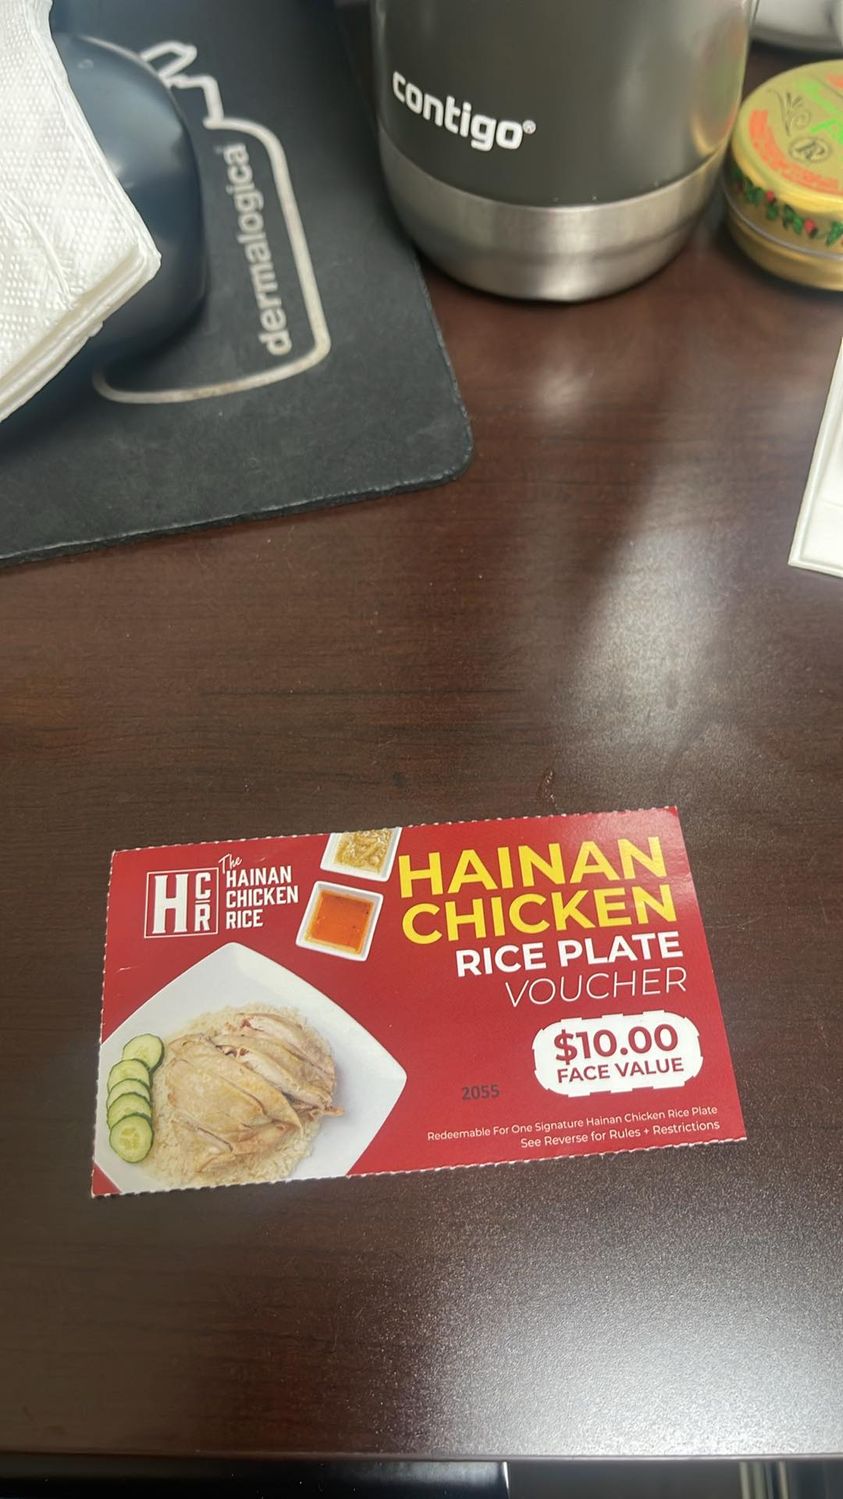 contigo®
dermalogica
HCR
The
HAINAN
CHICKEN
RICE
HAINAN
CHICKEN
RICE PLATE
VOUCHER
$10.00
FACE VALUE
2055
Redeemable For One Signature Hainan Chicken Rice Plate
See Reverse for Rules + Restrictions